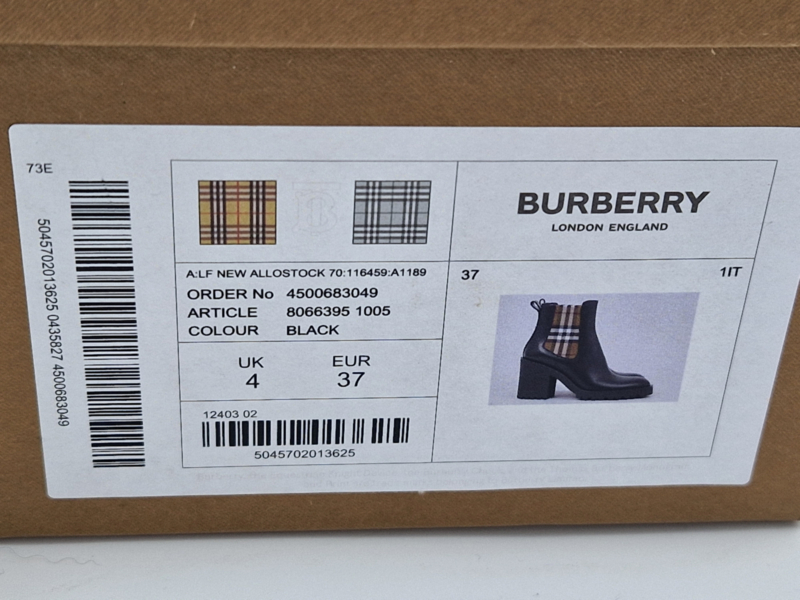 73E
5045702013625 0435827 4500683049
BURBERRY
LONDON ENGLAND
A:LF NEW ALLOSTOCK 70:116459:A1189
ORDER No 4500683049
ARTICLE 8066395 1005
COLOUR BLACK
37 1IT
UK EUR
4 37
12403 02
5045702013625